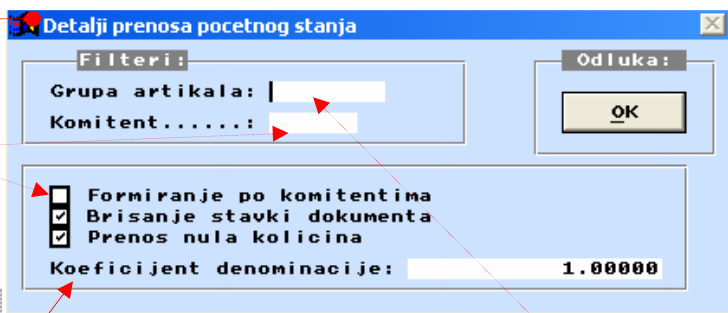 Detalji prenosa pocetnog stanja
Filteri:
Grupa artikala:
Komitent......:
Odluka:
OK
Formiranje po komitentima
Brisanje stavki dokumenta
Prenos nula kolicina
Koeficijent denominacije: 1.00000